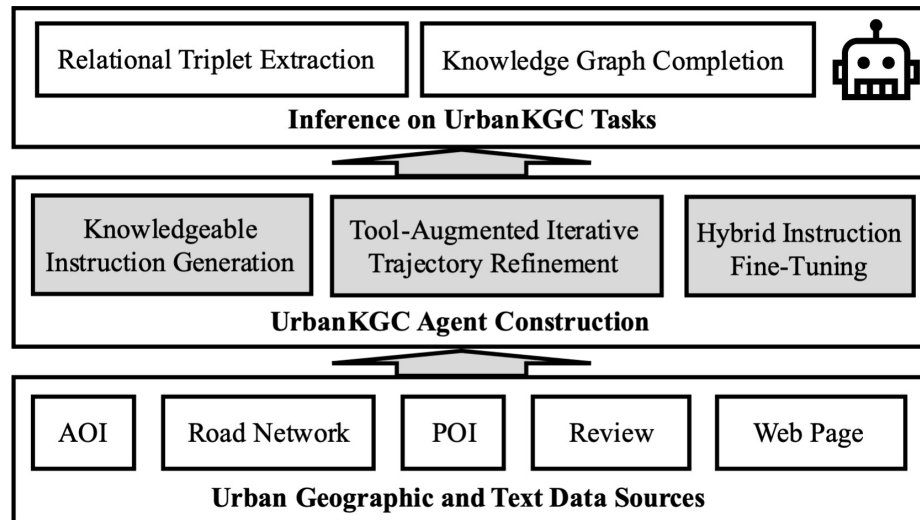 Relational Triplet Extraction
Knowledge Graph Completion
Inference on UrbanKGC Tasks
Knowledgeable
Instruction Generation
Tool-Augmented Iterative
Trajectory Refinement
Hybrid Instruction
Fine-Tuning
UrbanKGC Agent Construction
AOI
Road Network
POI
Review
Web Page
Urban Geographic and Text Data Sources